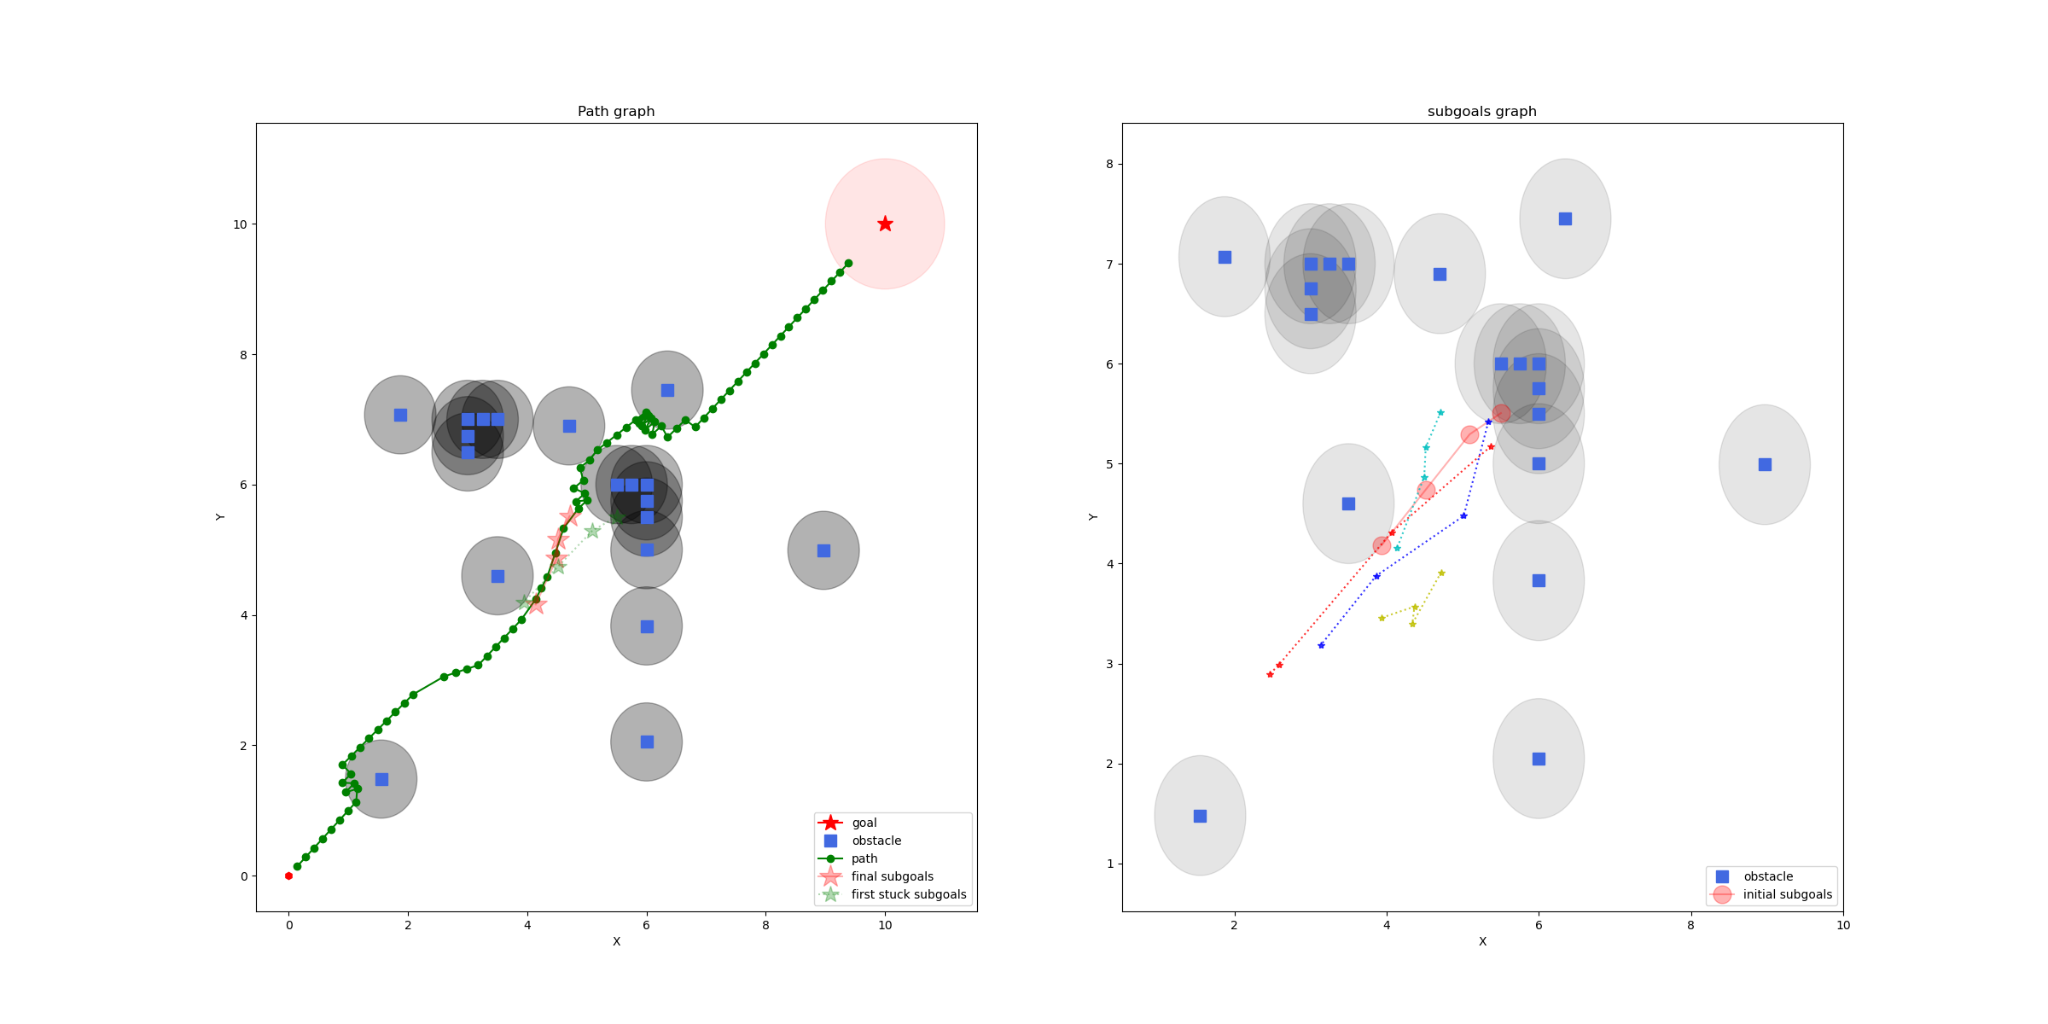 Path graph
10
8
6
4
2
0
Y
0 2 4 6 8 10
X
goal
obstacle
path
final subgoals
first stuck subgoals
subgoals graph
8
7
6
5
4
3
2
1
Y
2 4 6 8 10
X
obstacle
initial subgoals